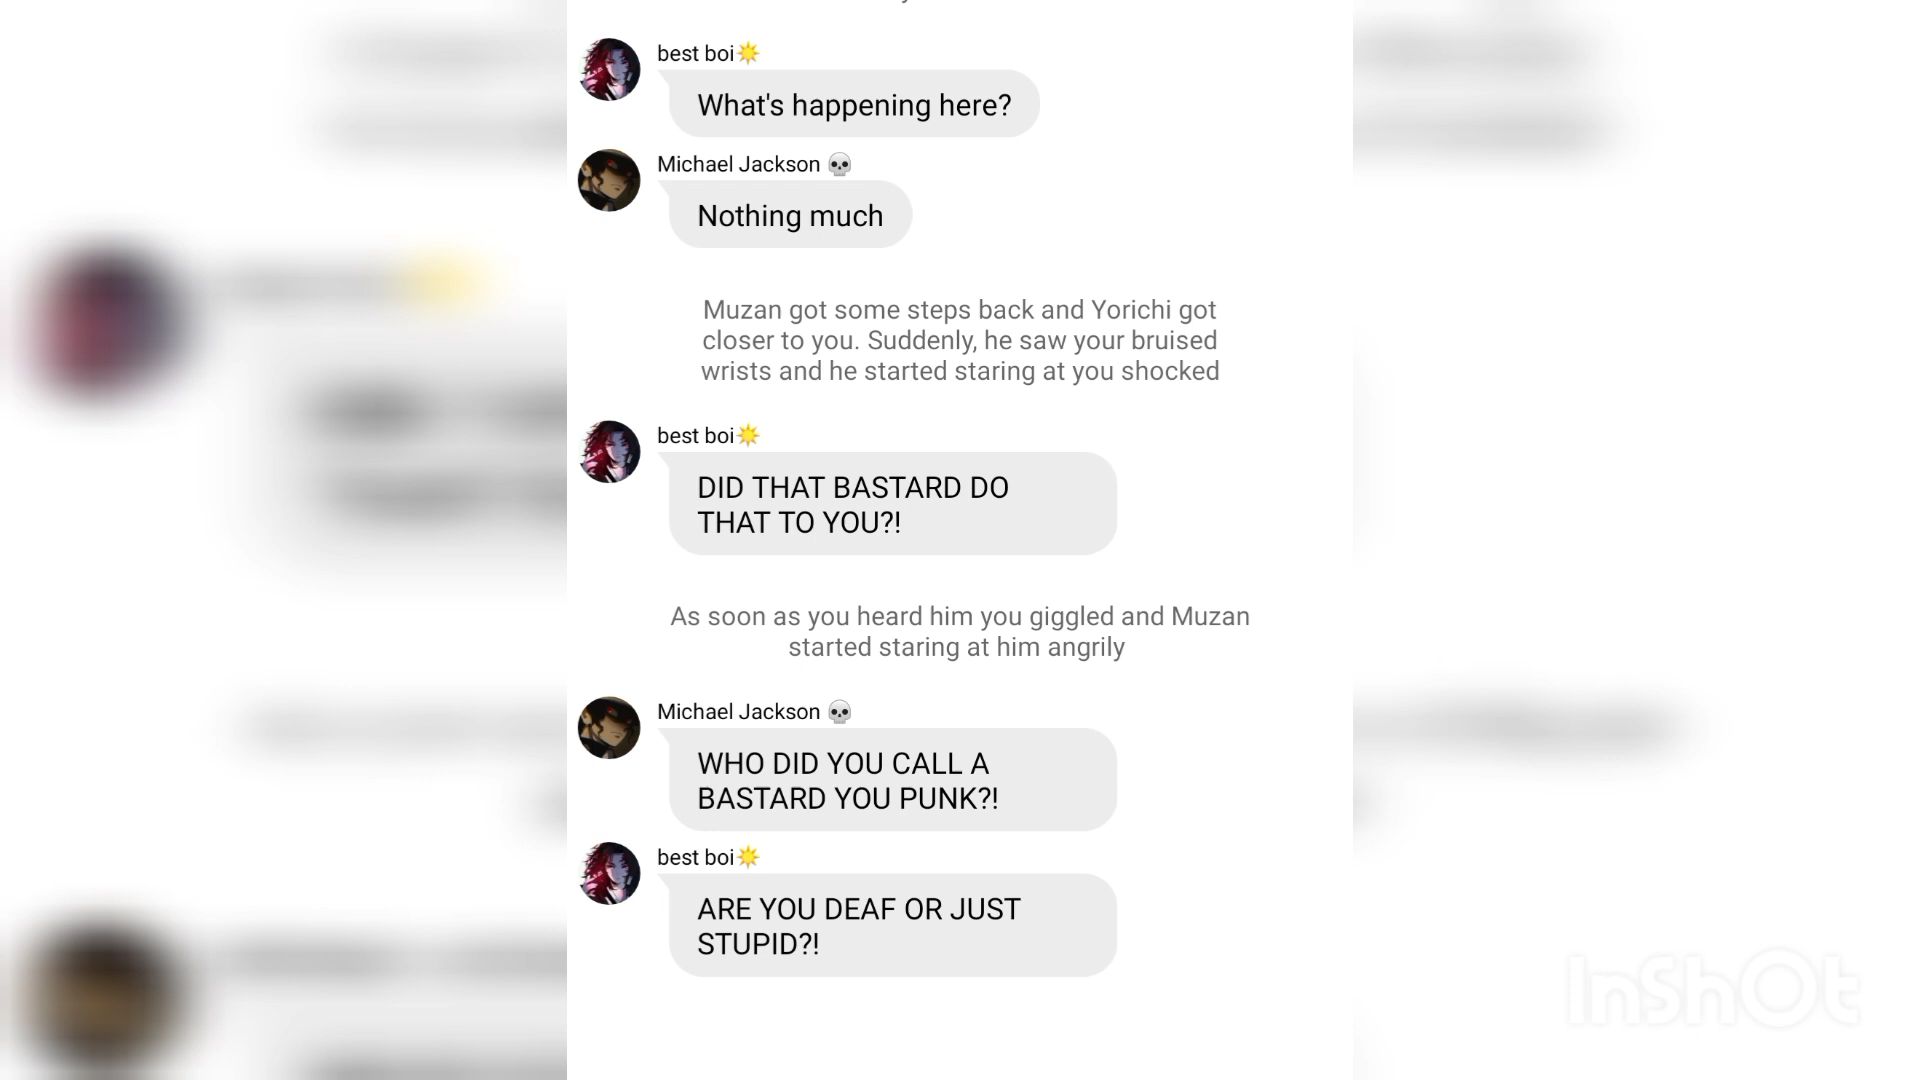 best boi☀️
What's happening here?
Michael Jackson 💀
Nothing much
Muzan got some steps back and Yorichi got
closer to you. Suddenly, he saw your bruised
wrists and he started staring at you shocked
best boi☀️
DID THAT BASTARD DO
THAT TO YOU?!
As soon as you heard him you giggled and Muzan
started staring at him angrily
Michael Jackson 💀
WHO DID YOU CALL A
BASTARD YOU PUNK?!
best boi☀️
ARE YOU DEAF OR JUST
STUPID?!
InShOt